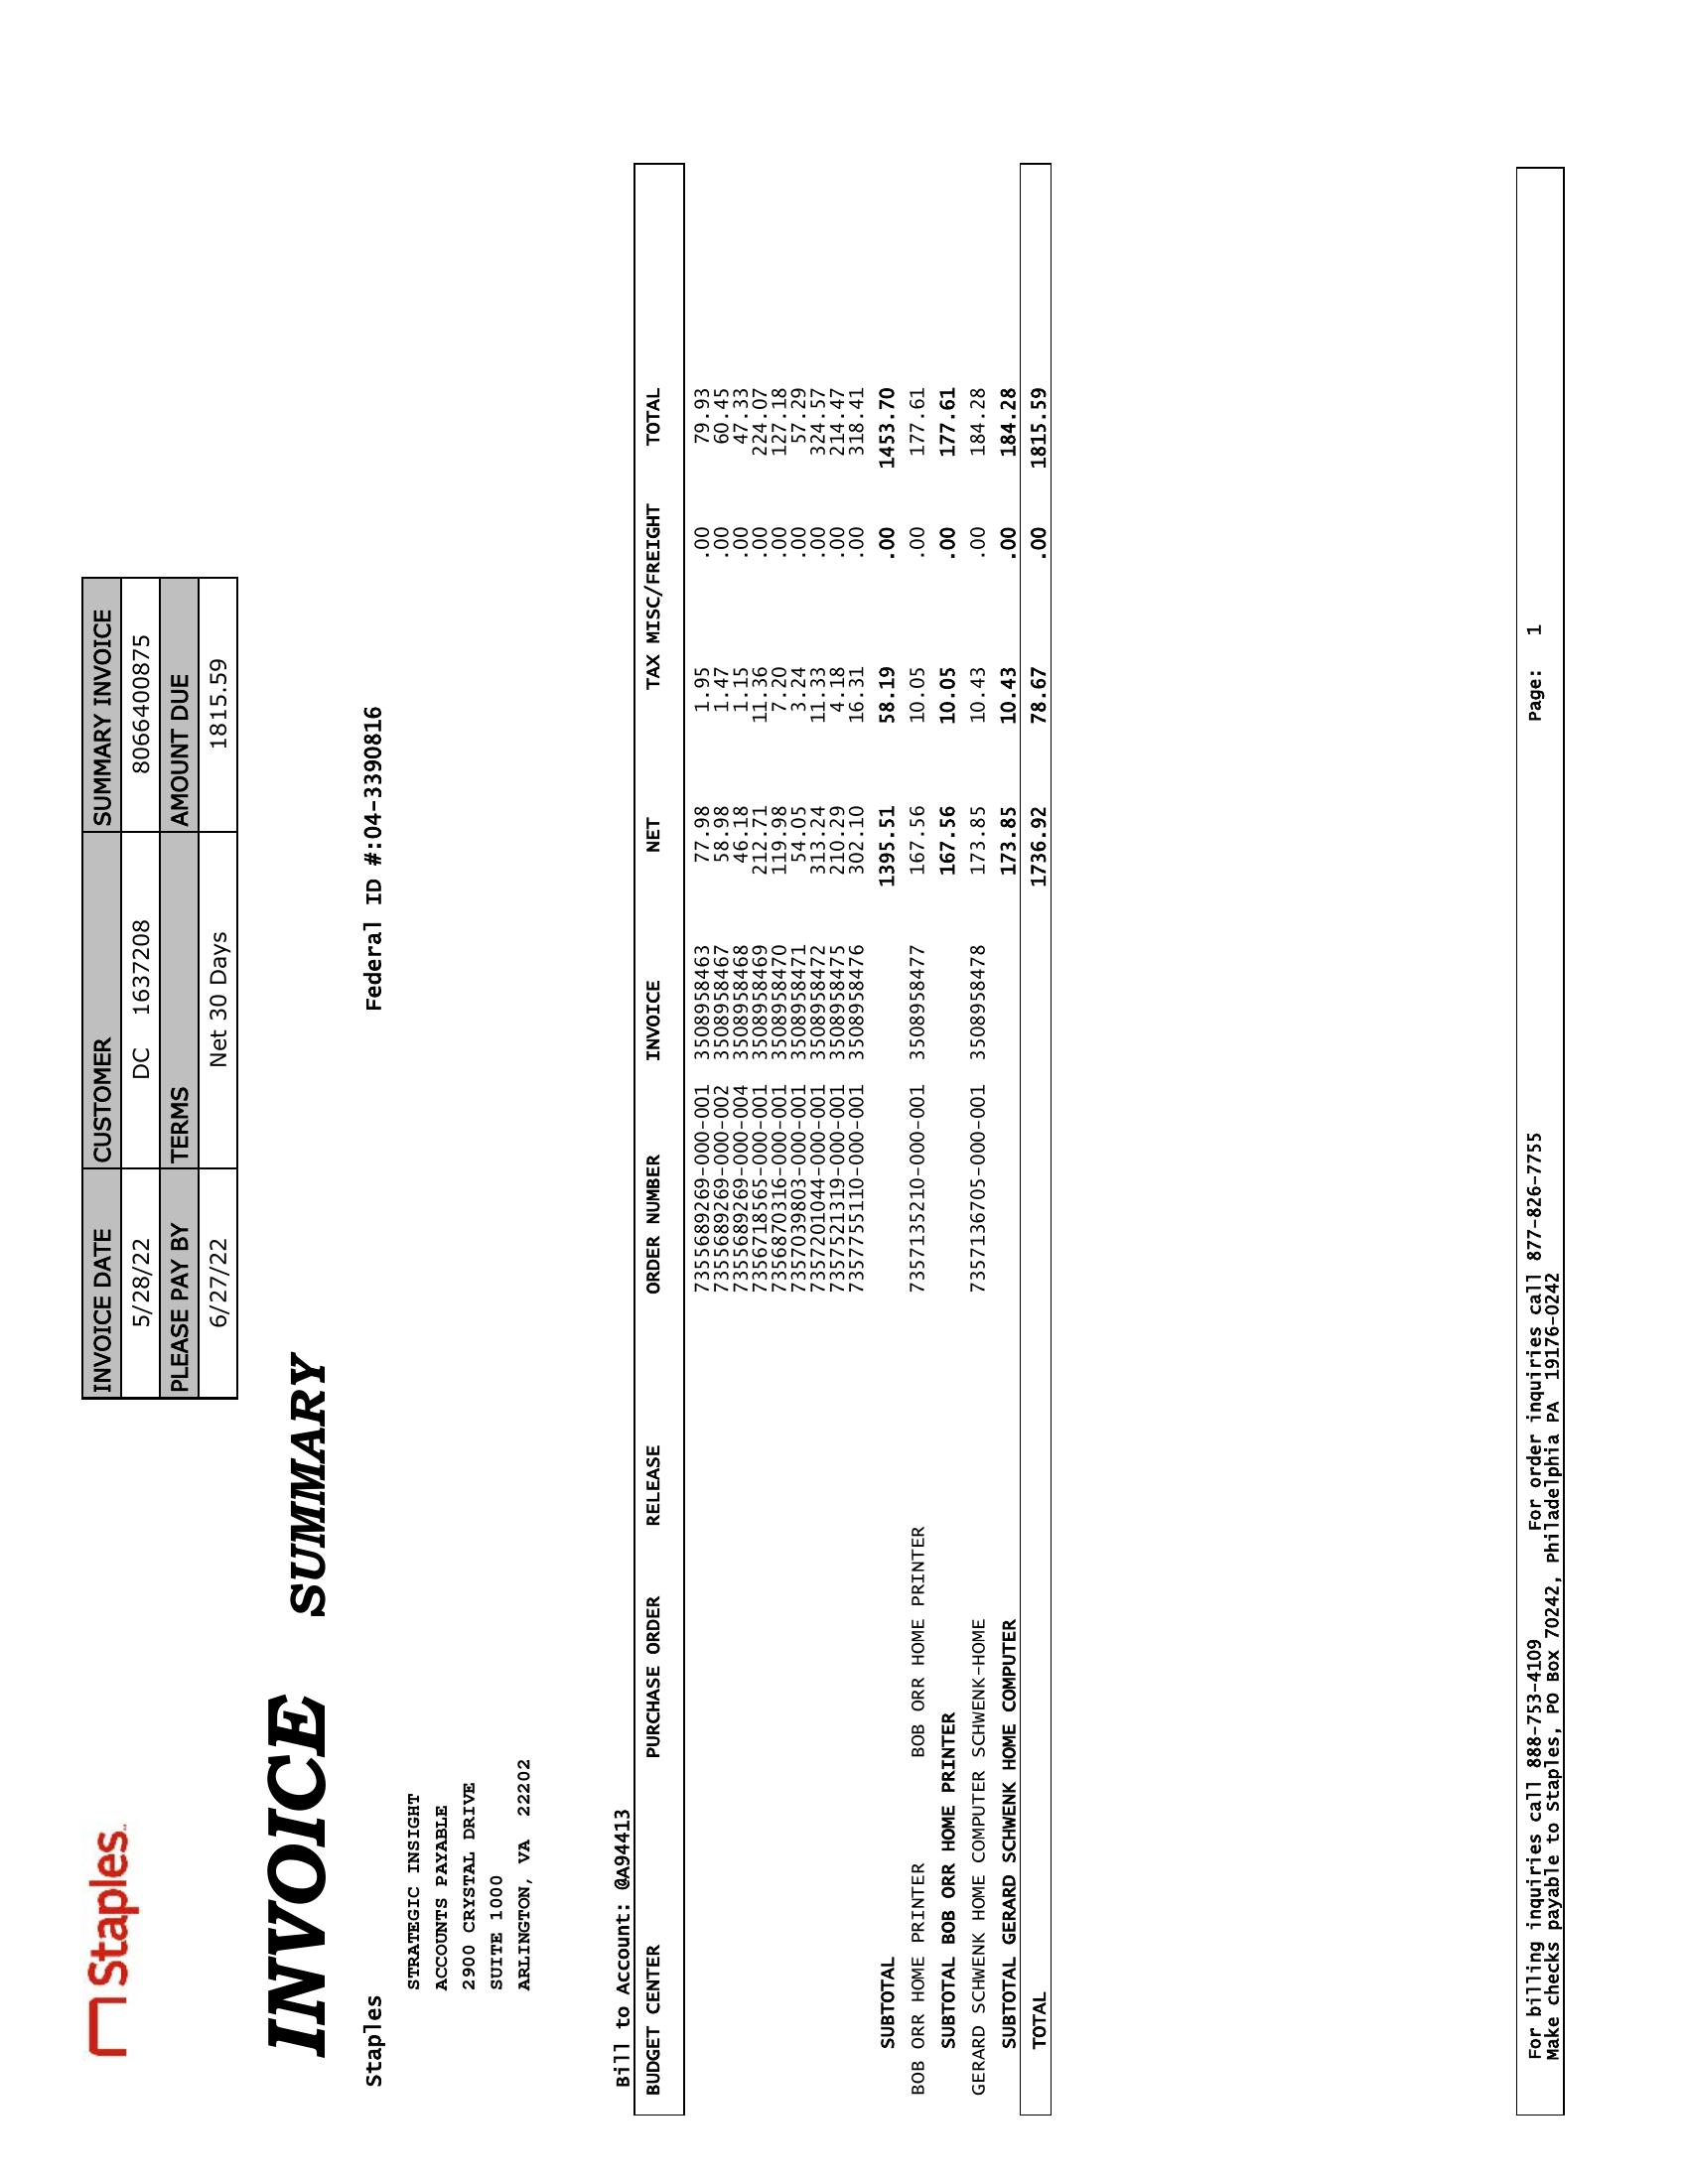 Staples
INVOICE DATE CUSTOMER SUMMARY INVOICE
5/28/22 DC 1637208 8066400875
PLEASE PAY BY TERMS AMOUNT DUE
6/27/22 Net 30 Days 1815.59
INVOICE SUMMARY
Staples Federal ID #:04-3390816
STRATEGIC INSIGHT
ACCOUNTS PAYABLE
2900 CRYSTAL DRIVE
SUITE 1000
ARLINGTON, VA 22202
Bill to Account: @A94413
BUDGET CENTER PURCHASE ORDER RELEASE ORDER NUMBER INVOICE NET TAX MISC/FREIGHT TOTAL
7355689269-000-001 3508958463 77.98 1.95 .00 79.93
7355689269-000-002 3508958467 58.98 1.47 .00 60.45
7355689269-000-004 3508958468 46.18 1.15 .00 47.33
7356718565-000-001 3508958469 212.71 11.36 .00 224.07
7356870316-000-001 3508958470 119.98 7.20 .00 127.18
7357039803-000-001 3508958471 54.05 3.24 .00 57.29
7357201044-000-001 3508958472 313.24 11.33 .00 324.57
7357521319-000-001 3508958475 210.29 4.18 .00 214.47
7357755110-000-001 3508958476 302.10 16.31 .00 318.41
SUBTOTAL 1395.51 58.19 .00 1453.70
BOB ORR HOME PRINTER BOB ORR HOME PRINTER 7357135210-000-001 3508958477 167.56 10.05 .00 177.61
SUBTOTAL BOB ORR HOME PRINTER 167.56 10.05 .00 177.61
GERARD SCHWENK HOME COMPUTER SCHWENK-HOME 7357136705-000-001 3508958478 173.85 10.43 .00 184.28
SUBTOTAL GERARD SCHWENK HOME COMPUTER 173.85 10.43 .00 184.28
TOTAL 1736.92 78.67 .00 1815.59
For billing inquiries call 888-753-4109 For order inquiries call 877-826-7755 Page: 1
Make checks payable to Staples, PO Box 70242, Philadelphia PA 19176-0242